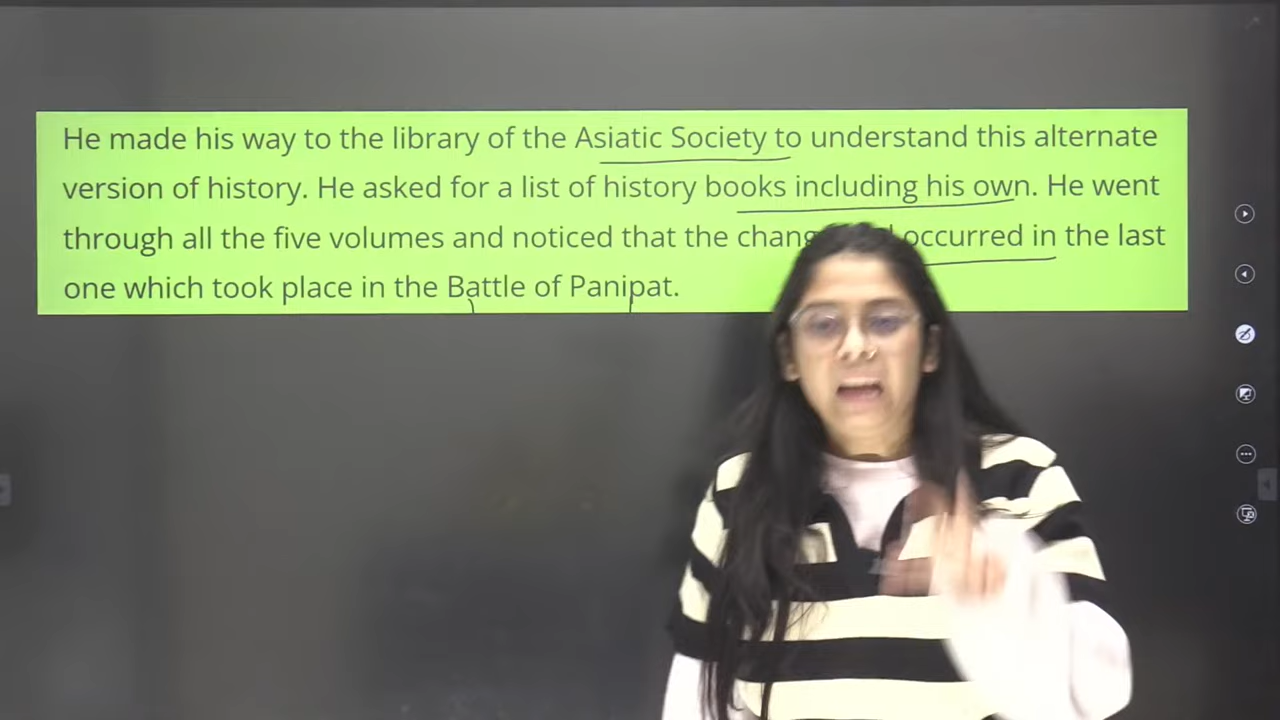 He made his way to the library of the Asiatic Society to understand this alternate
version of history. He asked for a list of history books including his own. He went
through all the five volumes and noticed that the occurred in the last
one which took place in the Battle of Panipat.